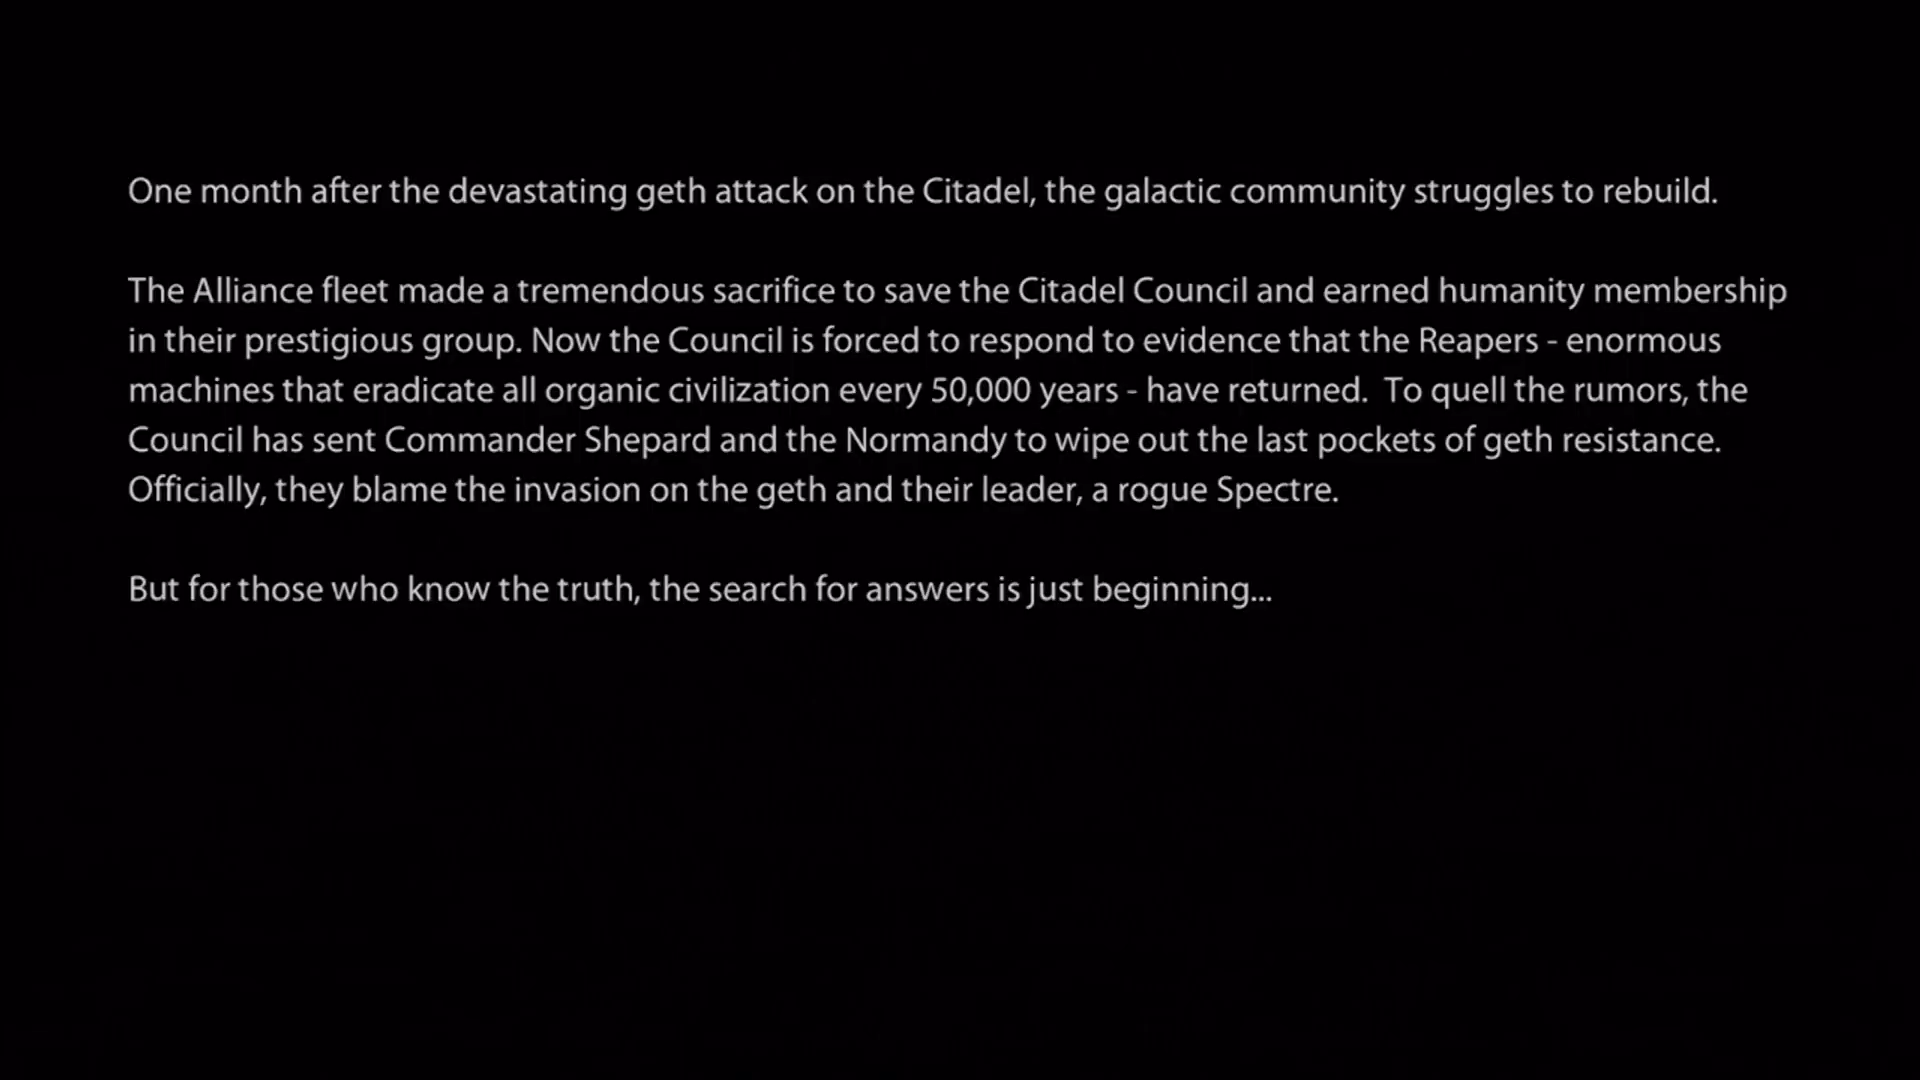 One month after the devastating geth attack on the Citadel, the galactic community struggles to rebuild.
The Alliance fleet made a tremendous sacrifice to save the Citadel Council and earned humanity membership
in their prestigious group. Now the Council is forced to respond to evidence that the Reapers - enormous
machines that eradicate all organic civilization every 50,000 years - have returned.  To quell the rumors, the
Council has sent Commander Shepard and the Normandy to wipe out the last pockets of geth resistance.
Officially, they blame the invasion on the geth and their leader, a rogue Spectre.
But for those who know the truth, the search for answers is just beginning...